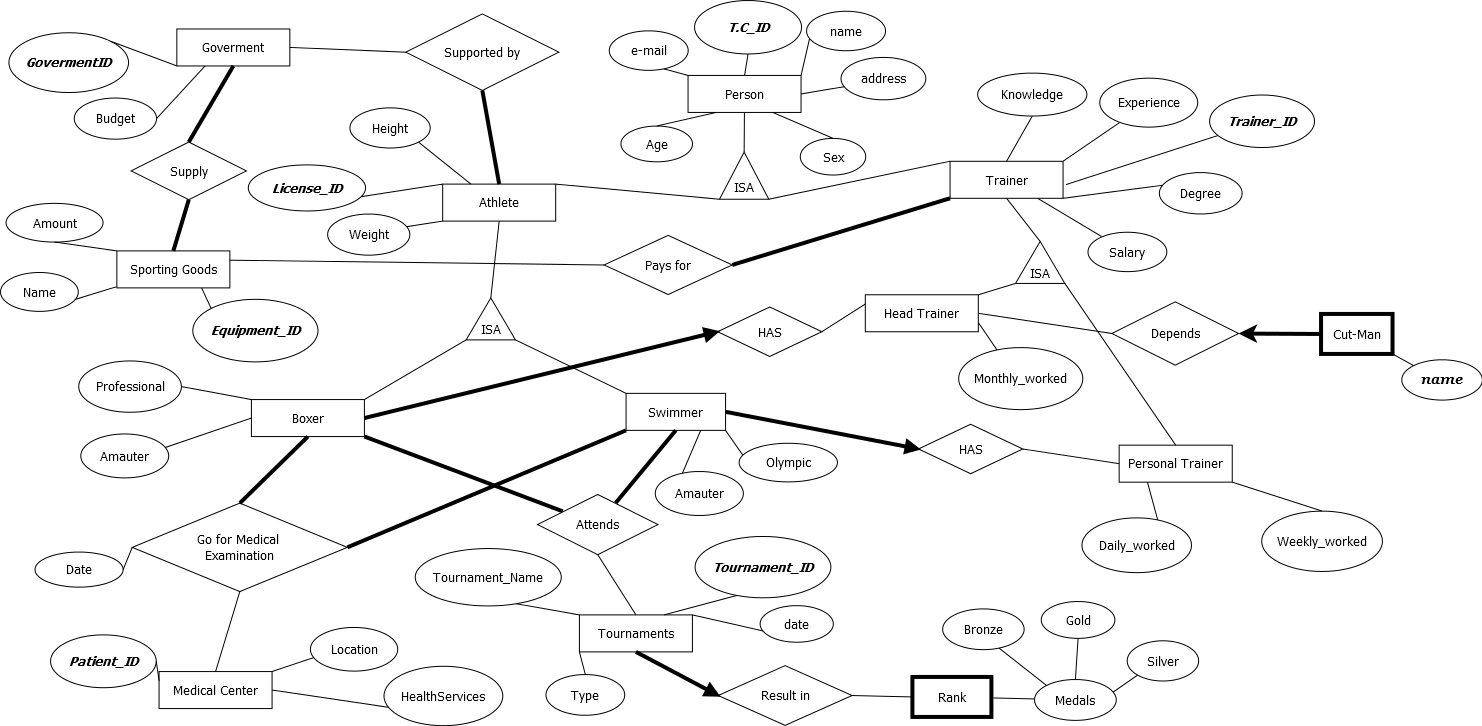 T.C_ID
name
Goverment
e-mail
Supported by
GovermentID
address
Person
Knowledge
Experience
Budget
Trainer_ID
Height
Age
Sex
Supply
Trainer
ISA
License_ID
Degree
Athlete
Amount
Weight
Salary
Pays for
Sporting Goods
ISA
Name
Head Trainer
Equipment_ID
ISA
HAS
Depends
Cut-Man
Monthly_worked
name
Professional
Boxer
Swimmer
HAS
Amauter
Olympic
Personal Trainer
Amauter
Attends
Go for Medical
Examination
Daily_worked
Weekly_worked
Date
Tournament_Name
Tournament_ID
date
Gold
Bronze
Tournaments
Location
Patient_ID
Silver
Medical Center
HealthServices
Type
Result in
Rank
Medals